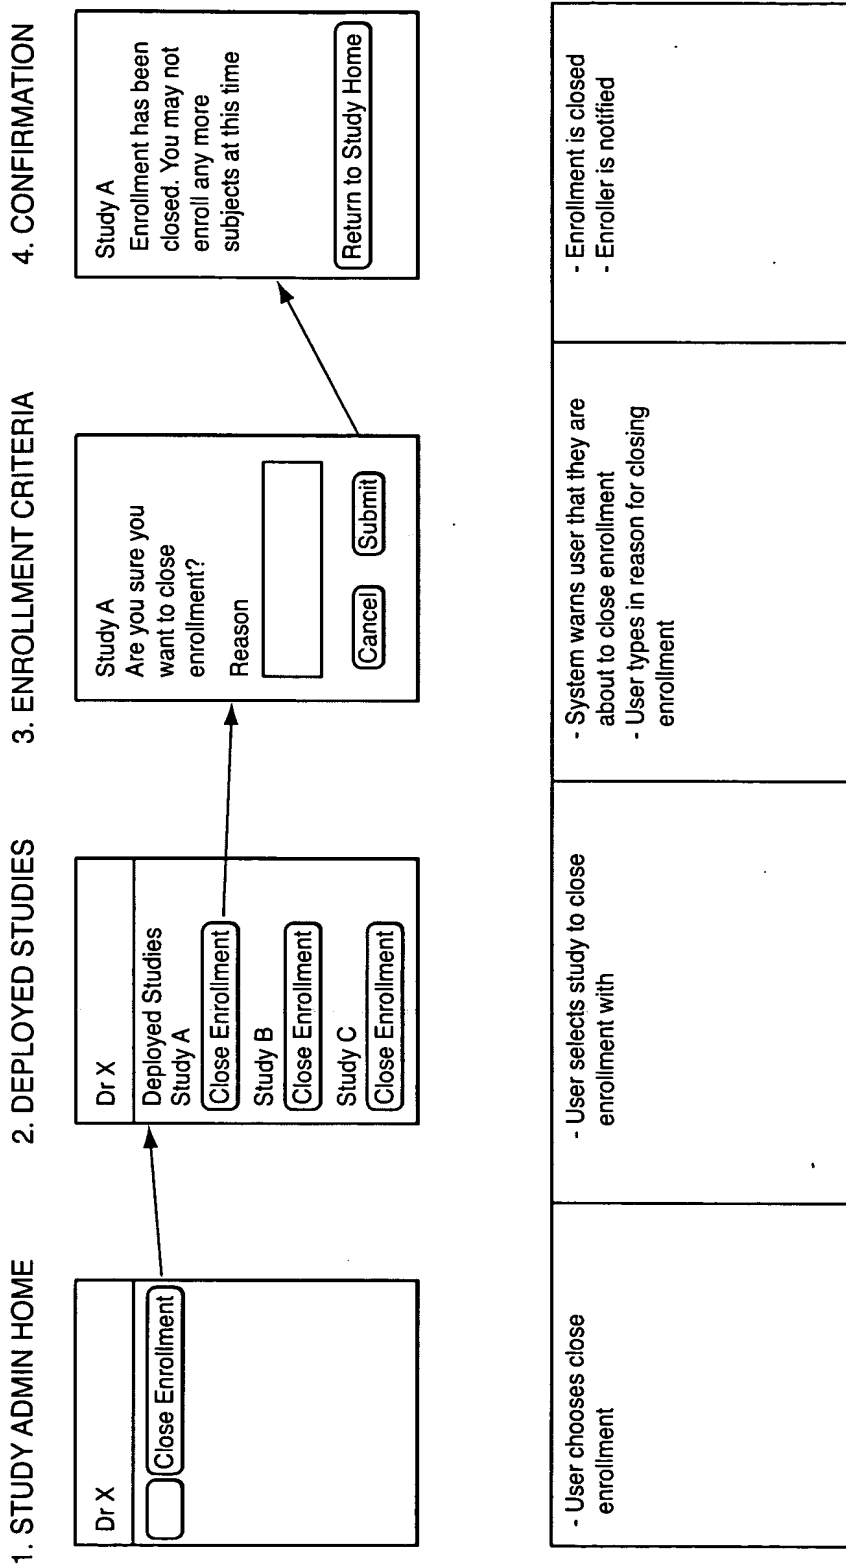 1. STUDY ADMIN HOME
Dr X
Close Enrollment
2. DEPLOYED STUDIES
Dr X
Deployed Studies
Study A
Close Enrollment
Study B
Close Enrollment
Study C
Close Enrollment
3. ENROLLMENT CRITERIA
Study A
Are you sure you
want to close
enrollment?
Reason
Cancel
Submit
4. CONFIRMATION
Study A
Enrollment has been
closed. You may not
enroll any more
subjects at this time
Return to Study Home
- User chooses close
enrollment
- User selects study to close
enrollment with
- System warns user that they are
about to close enrollment
- User types in reason for closing
enrollment
- Enrollment is closed
- Enroller is notified